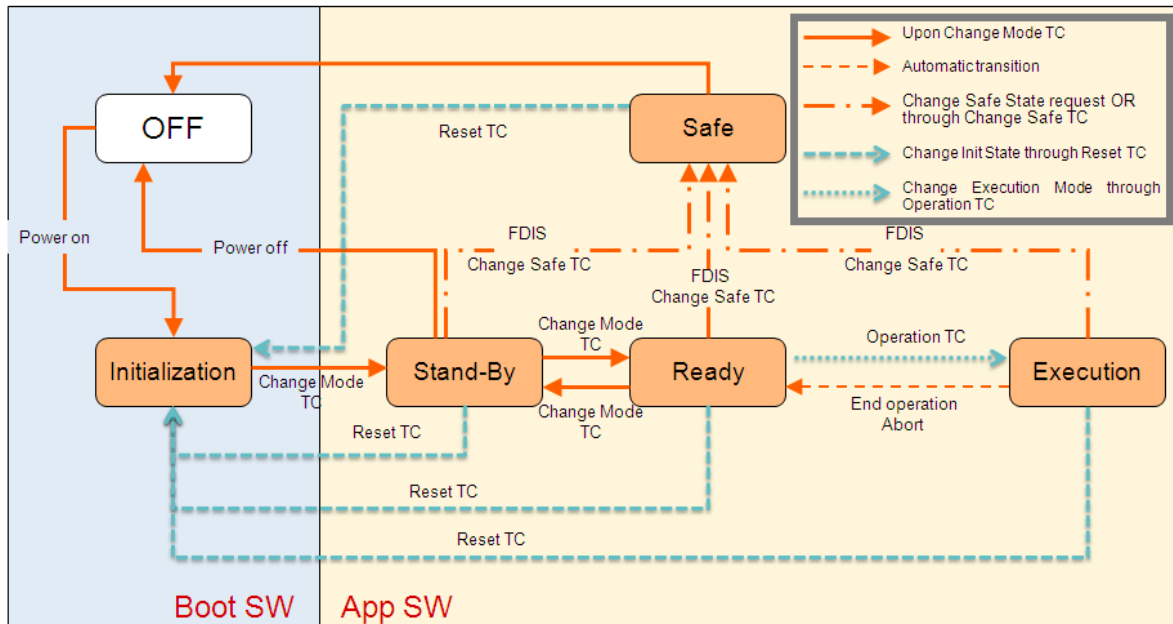 Upon Change Mode TC
Automatic transition
Change Safe State request OR
through Change Safe TC
Change Init State through Reset TC
Change Execution Mode through
Operation TC
OFF
Safe
Reset TC
Power on
Power off
FDIS
Change Safe TC
FDIS
Change Safe TC
FDIS
Change Safe TC
Initialization
Change Mode
TC
Stand-By
Change Mode
TC
Change Mode
TC
Ready
Operation TC
End operation
Abort
Execution
Reset TC
Reset TC
Reset TC
Boot SW
App SW